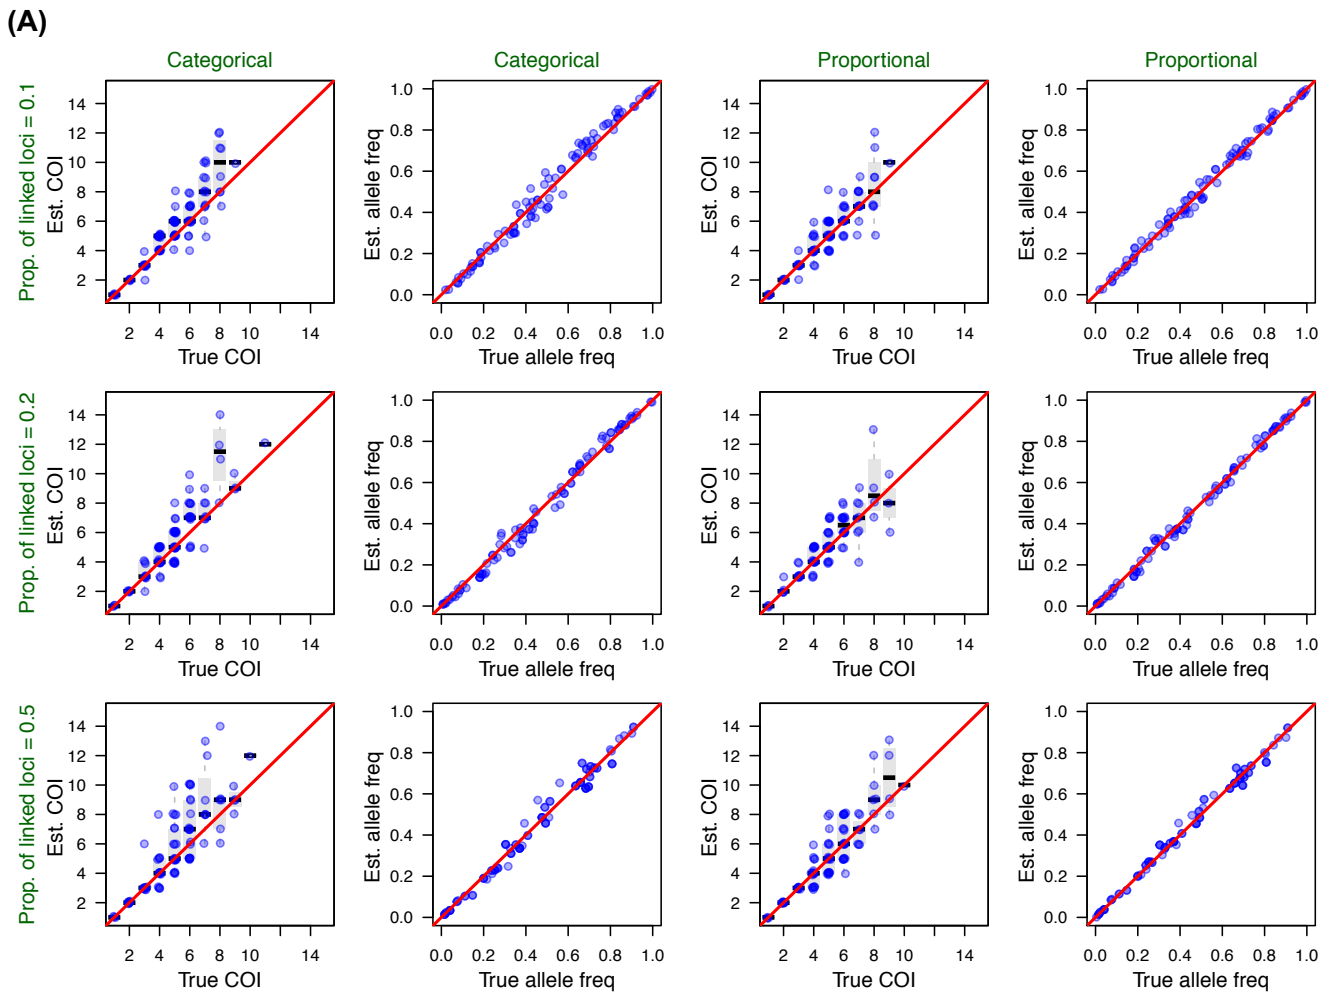 (A)
Categorical Categorical Proportional Proportional
Prop. of linked loci = 0.1
Est. COI
14
12
10
8
6
4
2
2 4 6 8 10 14
True COI
Est. allele freq
1.0
0.8
0.6
0.4
0.2
0.0
0.0 0.2 0.4 0.6 0.8 1.0
True allele freq
Est. COI
14
12
10
8
6
4
2
2 4 6 8 10 14
True COI
Est. allele freq
1.0
0.8
0.6
0.4
0.2
0.0
0.0 0.2 0.4 0.6 0.8 1.0
True allele freq
Prop. of linked loci = 0.2
Est. COI
14
12
10
8
6
4
2
2 4 6 8 10 14
True COI
Est. allele freq
1.0
0.8
0.6
0.4
0.2
0.0
0.0 0.2 0.4 0.6 0.8 1.0
True allele freq
Est. COI
14
12
10
8
6
4
2
2 4 6 8 10 14
True COI
Est. allele freq
1.0
0.8
0.6
0.4
0.2
0.0
0.0 0.2 0.4 0.6 0.8 1.0
True allele freq
Prop. of linked loci = 0.5
Est. COI
14
12
10
8
6
4
2
2 4 6 8 10 14
True COI
Est. allele freq
1.0
0.8
0.6
0.4
0.2
0.0
0.0 0.2 0.4 0.6 0.8 1.0
True allele freq
Est. COI
14
12
10
8
6
4
2
2 4 6 8 10 14
True COI
Est. allele freq
1.0
0.8
0.6
0.4
0.2
0.0
0.0 0.2 0.4 0.6 0.8 1.0
True allele freq